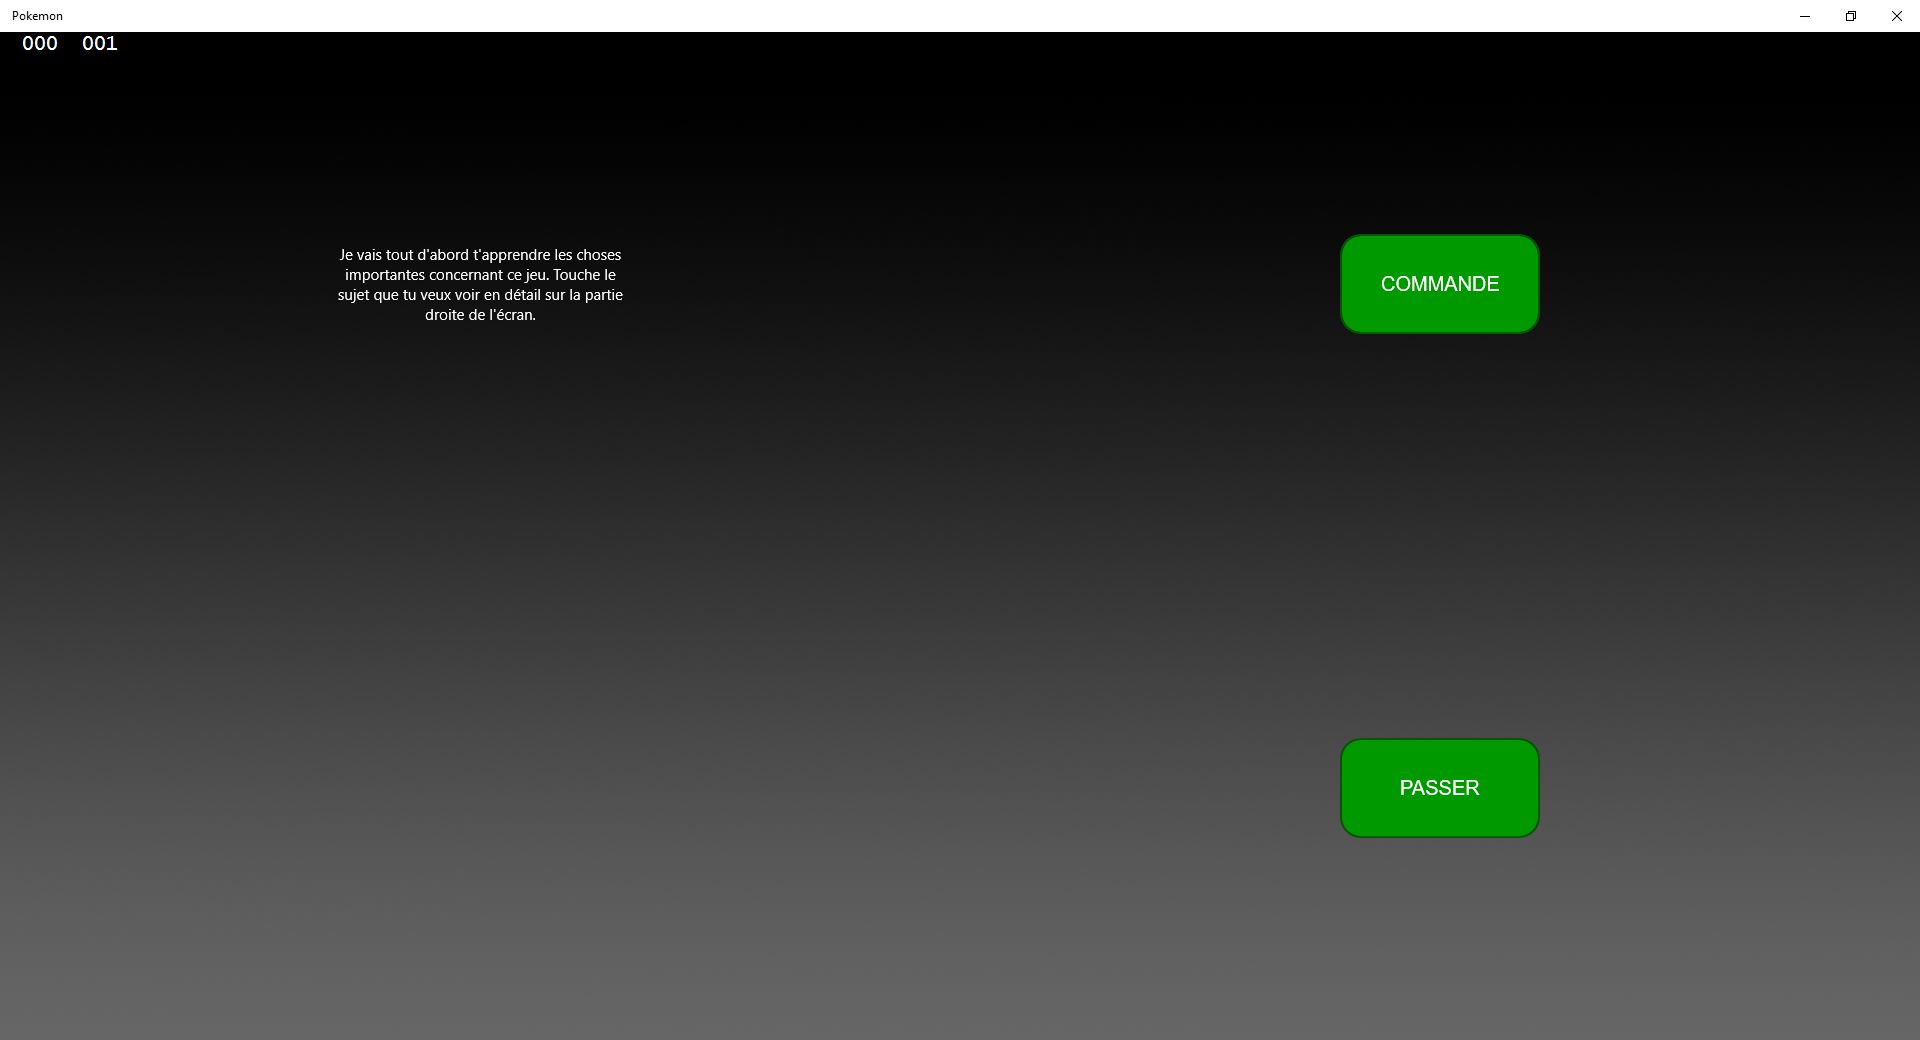 Pokemon
000 001
Je vais tout d'abord t'apprendre les choses
importantes concernant ce jeu. Touche le
sujet que tu veux voir en détail sur la partie
droite de l'écran.
COMMANDE
PASSER